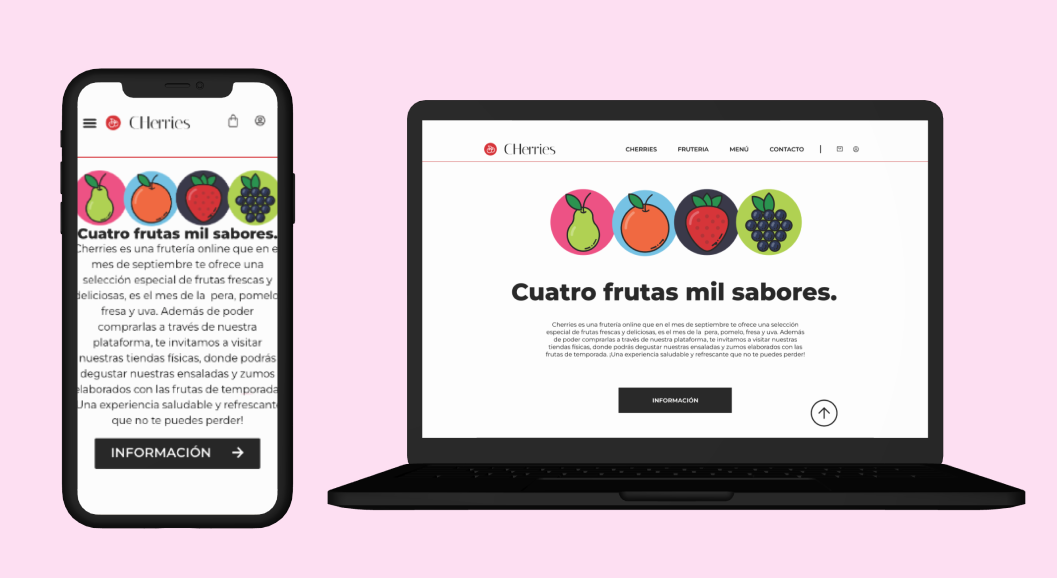 CHerries
Cuatro frutas mil sabores.
Cherries es una frutería online que en e
mes de septiembre te ofrece una
selección especial de frutas frescas y
deliciosas, es el mes de la pera, pomelo
fresa y uva. Además de poder
comprarlas a través de nuestra
plataforma, te invitamos a visitar
nuestras tiendas físicas, donde podrás
degustar nuestras ensaladas y zumos
elaborados con las frutas de temporada
¡Una experiencia saludable y refrescante
que no te puedes perder!
INFORMACIÓN
CHerries
CHERRIES FRUTERIA MENÚ CONTACTO |
Cuatro frutas mil sabores.
Cherries es una frutería online que en el mes de septiembre te ofrece una selección
especial de frutas frescas y deliciosas, es el mes de la pera, pomelo, fresa y uva. Además
de poder comprarlas a través de nuestra plataforma, te invitamos a visitar nuestras
tiendas físicas, donde podrás degustar nuestras ensaladas y zumos elaborados con las
frutas de temporada. ¡Una experiencia saludable y refrescante que no te puedes perder!
INFORMACIÓN